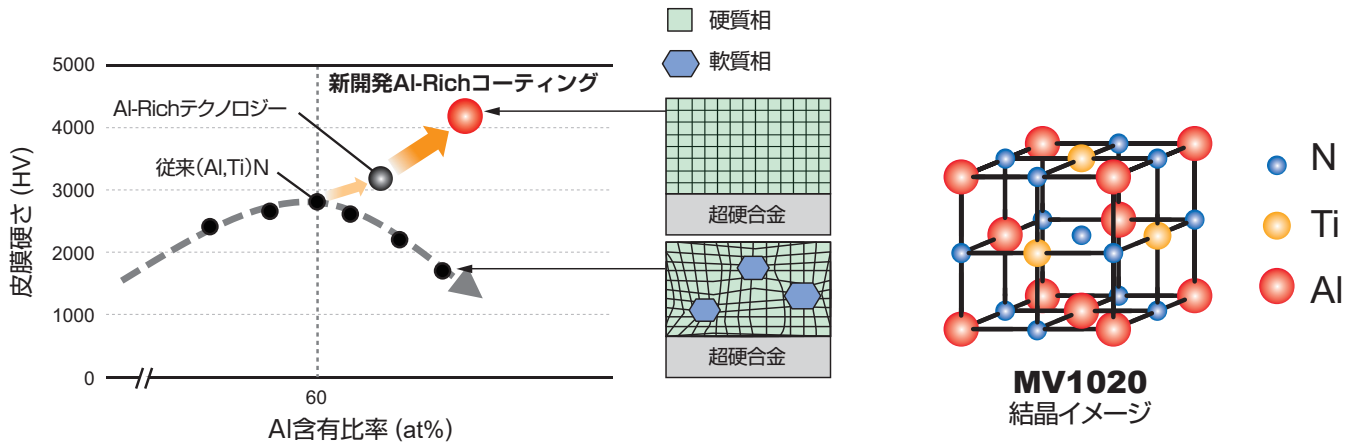 硬質相
軟質相
5000
4000
3000
2000
1000
0
皮膜硬さ (HV)
新開発Al-Richコーティング
Al-Richテクノロジー
従来(Al,Ti)N
60
Al含有比率 (at%)
超硬合金
超硬合金
N
Ti
Al
MV1020
結晶イメージ